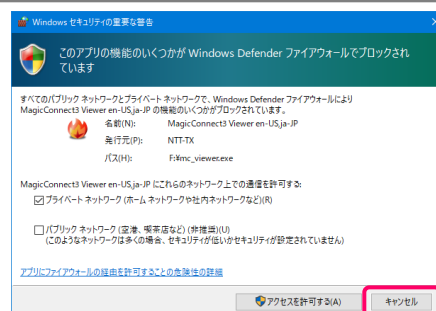 Windows セキュリティの重要な警告
このアプリの機能のいくつかが Windows Defender ファイアウォールでブロックされ
ています
すべてのパブリック ネットワークとプライベート ネットワークで、Windows Defender ファイアウォールにより
MagicConnect3 Viewer en-US,ja-JP の機能のいくつかがブロックされています。
名前(N): MagicConnect3 Viewer en-US,ja-JP
発行元(P): NTT-TX
パス(H): F:¥mc_viewer.exe
MagicConnect3 Viewer en-US,ja-JP にこれらのネットワーク上での通信を許可する:
プライベート ネットワーク (ホーム ネットワークや社内ネットワークなど)(R)
パブリック ネットワーク (空港、喫茶店など) (非推奨)(U)
(このようなネットワークは多くの場合、セキュリティが低いかセキュリティが設定されていません)
アプリにファイアウォールの経由を許可することの危険性の詳細
アクセスを許可する(A) キャンセル